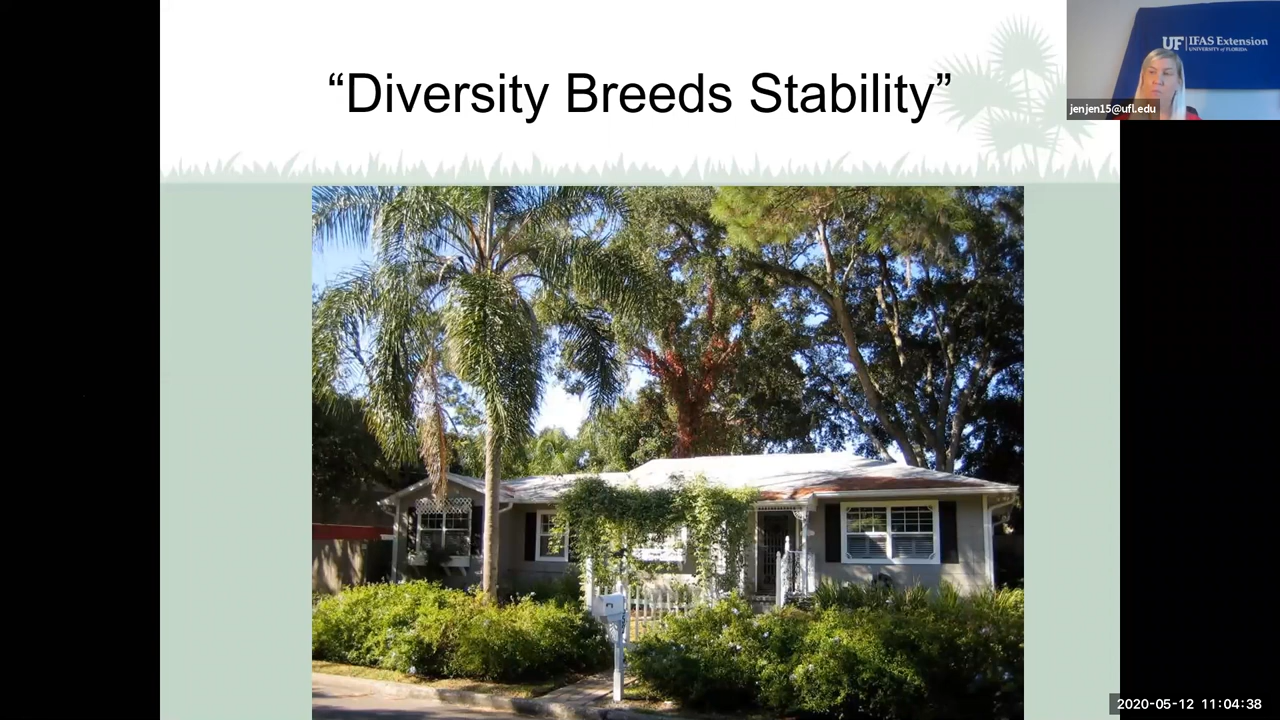 “Diversity Breeds Stability”
UF IFAS Extension
UNIVERSITY of FLORIDA
jenjen15@ufl.edu
2020-05-12 11:04:38